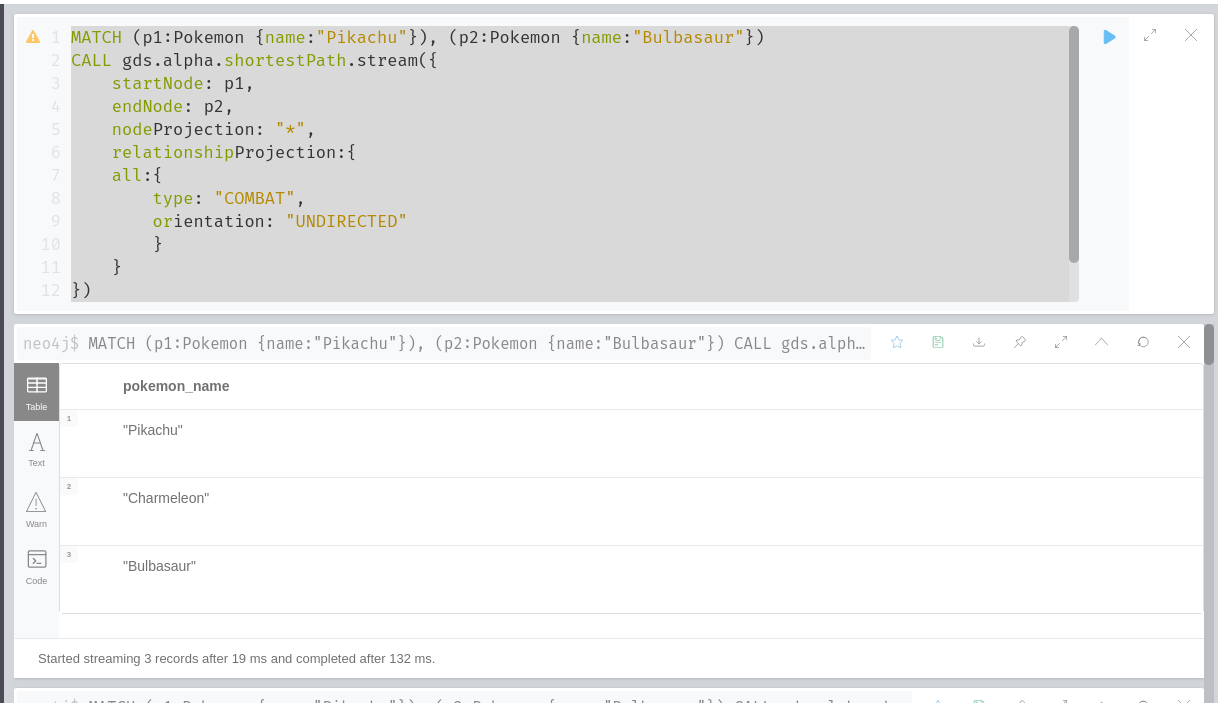 1 MATCH (p1:Pokemon {name:"Pikachu"}), (p2:Pokemon {name:"Bulbasaur"})
2 CALL gds.alpha.shortestPath.stream({
3     startNode: p1,
4     endNode: p2,
5     nodeProjection: "*",
6     relationshipProjection:{
7     all:{
8         type: "COMBAT",
9         orientation: "UNDIRECTED"
10         }
11     }
12 })
neo4j$ MATCH (p1:Pokemon {name:"Pikachu"}), (p2:Pokemon {name:"Bulbasaur"}) CALL gds.alph…
Table
Text
Warn
Code
pokemon_name
1
"Pikachu"
2
"Charmeleon"
3
"Bulbasaur"
Started streaming 3 records after 19 ms and completed after 132 ms.